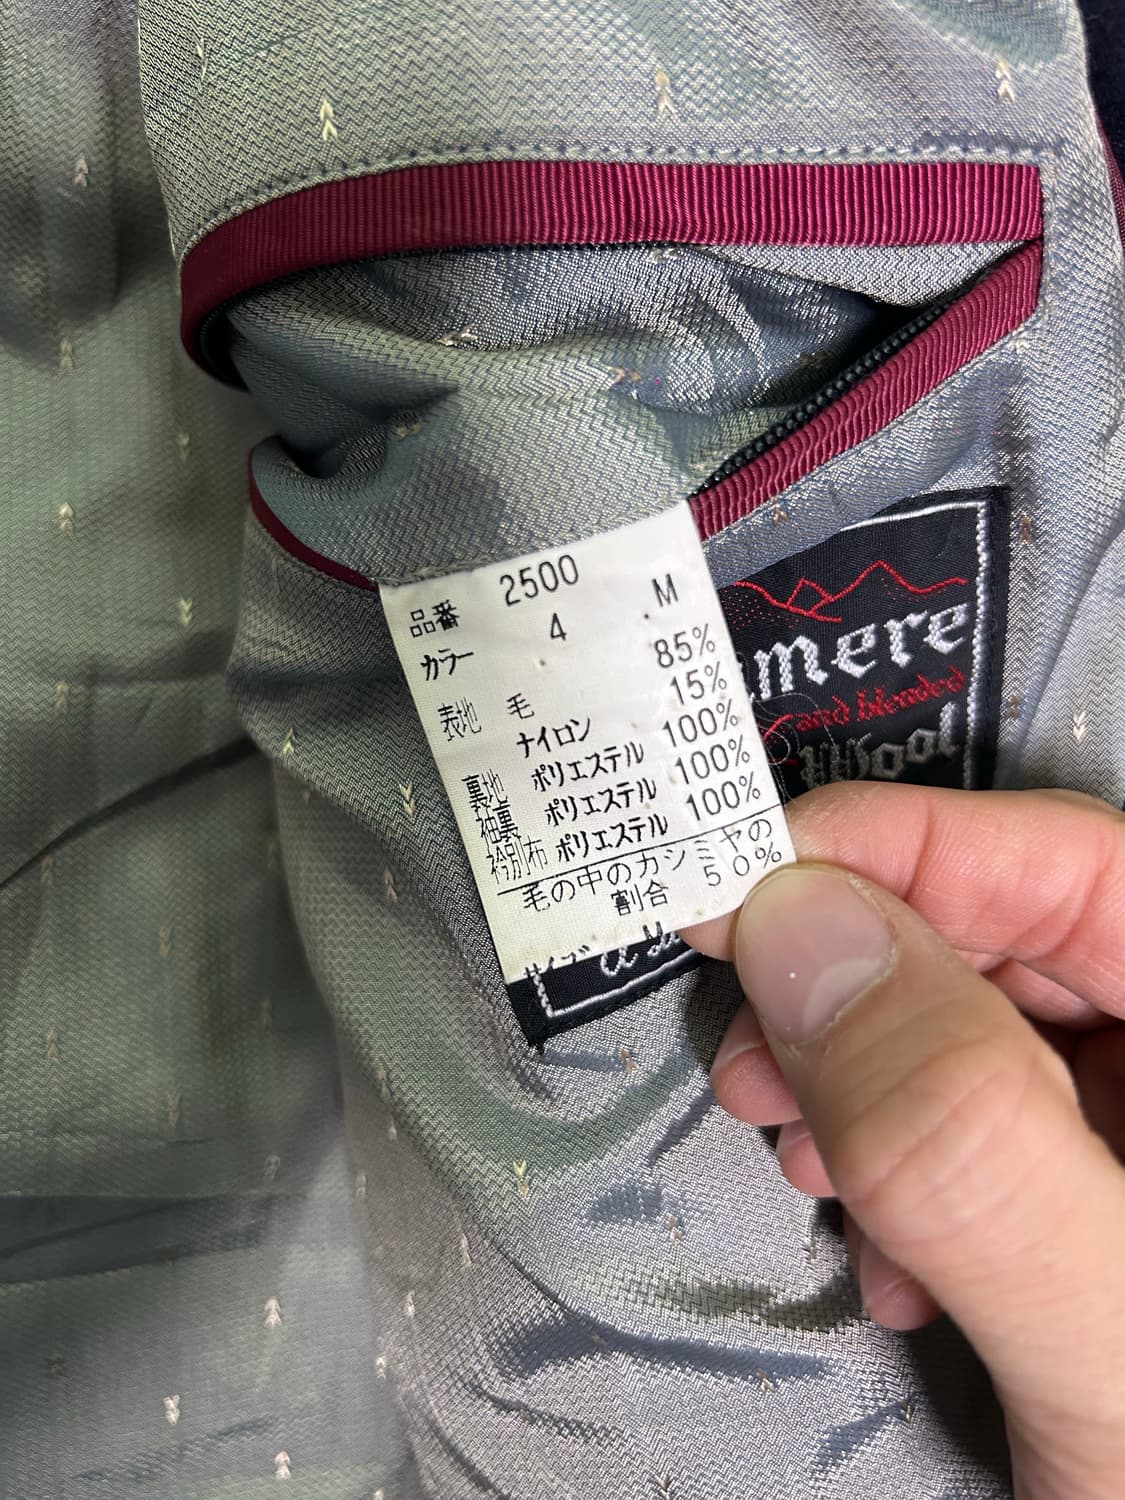 品番 2500 M
カラー 4
表地 毛 85%
ナイロン 15%
裏地 ポリエステル 100%
袖裏 ポリエステル 100%
衿別布 ポリエステル 100%
毛の中のカシミヤの
割合 50%
サイズ M
mere
and blended
Wool